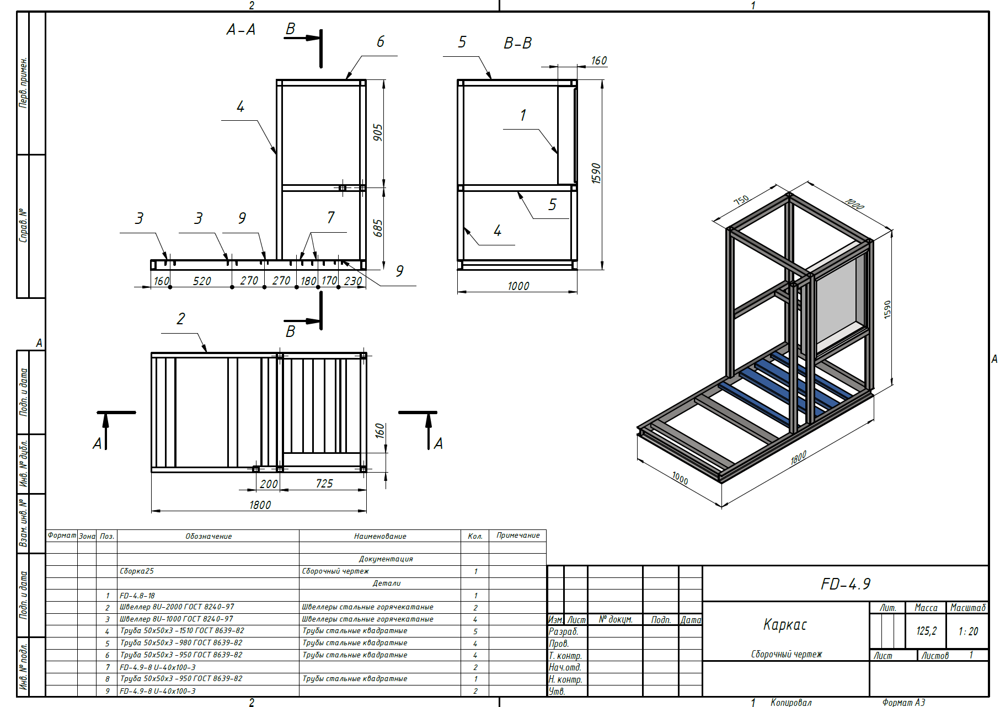 2
1
А-А
В
6
5
В-В
160
4
1
905
1590
5
3
3
9
7
4
685
9
160 520 270 270 180 170 230
1000
В
2
А
А
160
200
725
1800
750
1000
1590
1800
1000
А
А
Перв. примен.
Справ. №
Подп. и дата
Инв. № дубл.
Взам. инв. №
Подп. и дата
Инв. № подл.
Формат Зона Поз. Обозначение Наименование Кол. Примечание
Документация
Сборка25 Сборочный чертеж 1
Детали
1 FD-4.8-18 1
2 Швеллер 8U-2000 ГОСТ 8240-97 Швеллеры стальные горячекатаные 2
3 Швеллер 8U-1000 ГОСТ 8240-97 Швеллеры стальные горячекатаные 4
4 Труба 50x50x3 -1510 ГОСТ 8639-82 Трубы стальные квадратные 5
5 Труба 50x50x3 -980 ГОСТ 8639-82 Трубы стальные квадратные 4
6 Труба 50x50x3 -950 ГОСТ 8639-82 Трубы стальные квадратные 4
7 FD-4.9-8 U-40x100-3 2
8 Труба 50x50x3 -950 ГОСТ 8639-82 Трубы стальные квадратные 1
9 FD-4.9-8 U-40x100-3 2
FD-4.9
Изм. Лист № докум. Подп. Дата
Разраб.
Пров.
Т. контр.
Нач.отд.
Н. контр.
Утв.
Каркас
Сборочный чертеж
Лит. Масса Масштаб
125,2 1:20
Лист Листов 1
2
1
Копировал
Формат А3